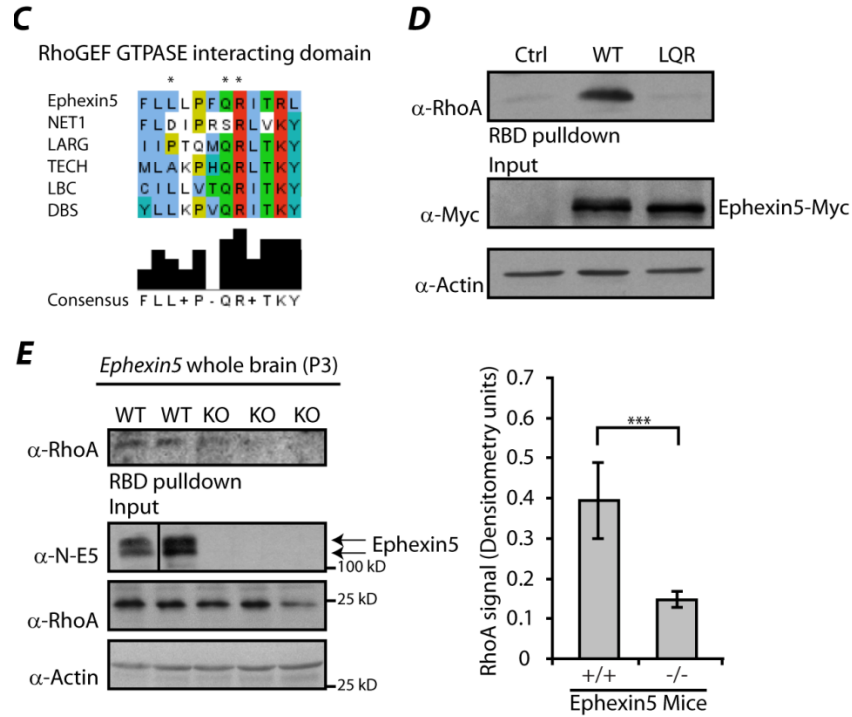 C
RhoGEF GTPASE interacting domain
* * *
Ephexin5 F L L L P F Q R I T R L
NET1 F L D I P R S R L V K Y
LARG I I P T Q M Q R L T K Y
TECH M L A K P H Q R L T K Y
LBC C I L L V T Q R I T K Y
DBS Y L L K P V Q R I T K Y
Consensus F L L + P - Q R + T K Y
D
Ctrl WT LQR
α-RhoA
RBD pulldown
Input
α-Myc Ephexin5-Myc
α-Actin
E
Ephexin5 whole brain (P3)
WT WT KO KO KO
α-RhoA
RBD pulldown
Input
α-N-E5 Ephexin5
100 kD
α-RhoA 25 kD
α-Actin
25 kD
RhoA signal (Densitometry units)
0.7
0.6
0.5
0.4
0.3
0.2
0.1
0
***
+/+ -/-
Ephexin5 Mice